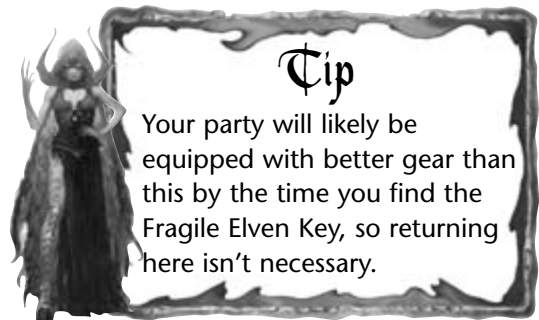 Tip
Your party will likely be
equipped with better gear than
this by the time you find the
Fragile Elven Key, so returning
here isn’t necessary.